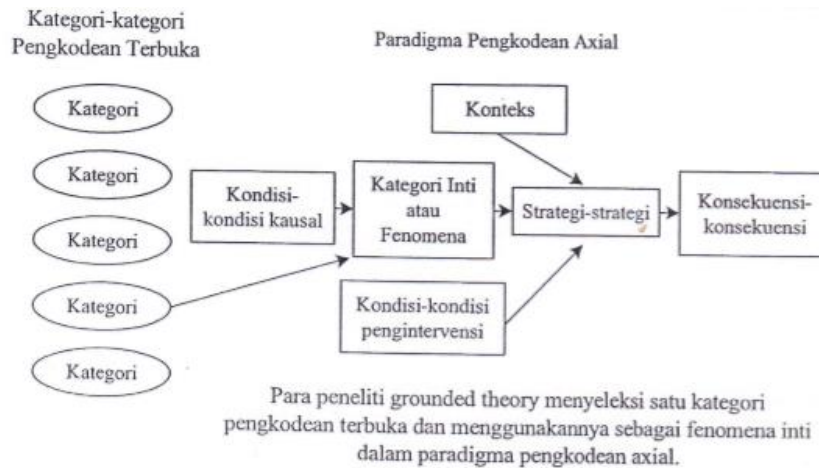 Kategori-kategori
Pengkodean Terbuka
Paradigma Pengkodean Axial
Kategori
Kategori
Kategori
Kategori
Kategori
Kondisi-
kondisi kausal
Kategori Inti
atau
Fenomena
Konteks
Strategi-strategi
Kondisi-kondisi
pengintervensi
Konsekuensi-
konsekuensi
Para peneliti grounded theory menyeleksi satu kategori
pengkodean terbuka dan menggunakannya sebagai fenomena inti
dalam paradigma pengkodean axial.